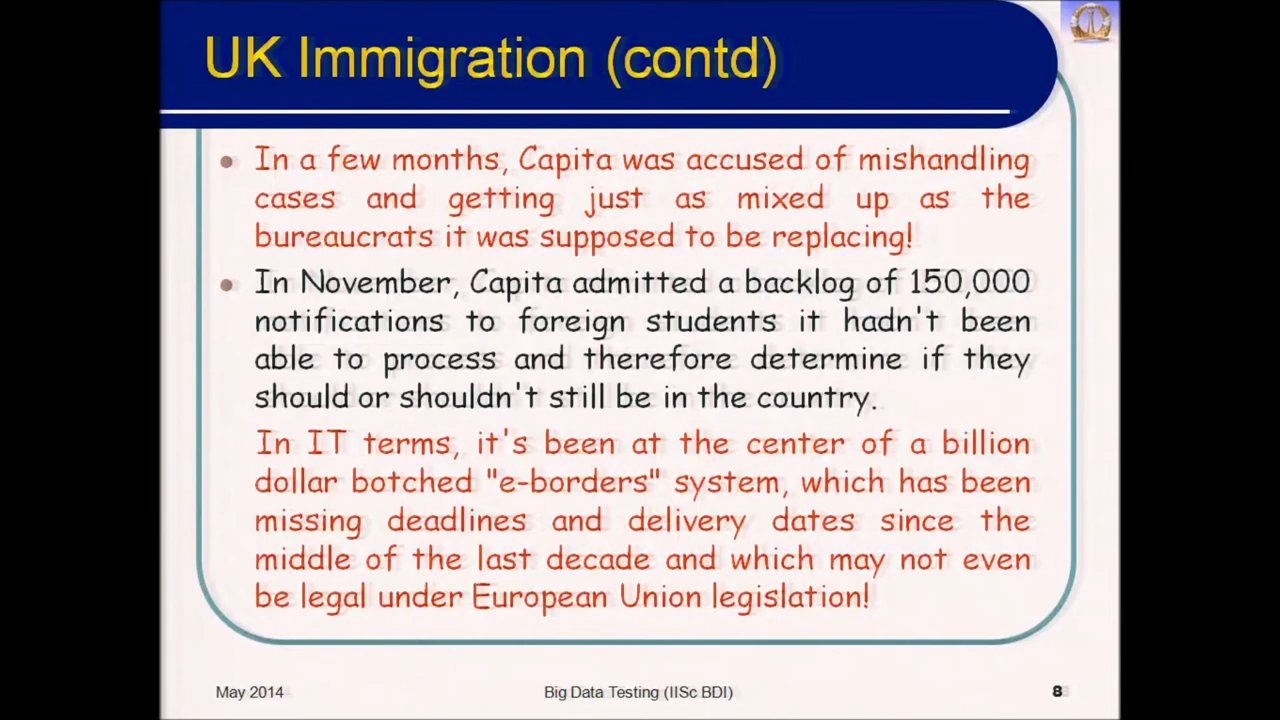 UK Immigration (contd)
In a few months, Capita was accused of mishandling
cases and getting just as mixed up as the
bureaucrats it was supposed to be replacing!
In November, Capita admitted a backlog of 150,000
notifications to foreign students it hadn't been
able to process and therefore determine if they
should or shouldn't still be in the country.
In IT terms, it's been at the center of a billion
dollar botched "e-borders" system, which has been
missing deadlines and delivery dates since the
middle of the last decade and which may not even
be legal under European Union legislation!
May 2014 Big Data Testing (IISc BDI) 8